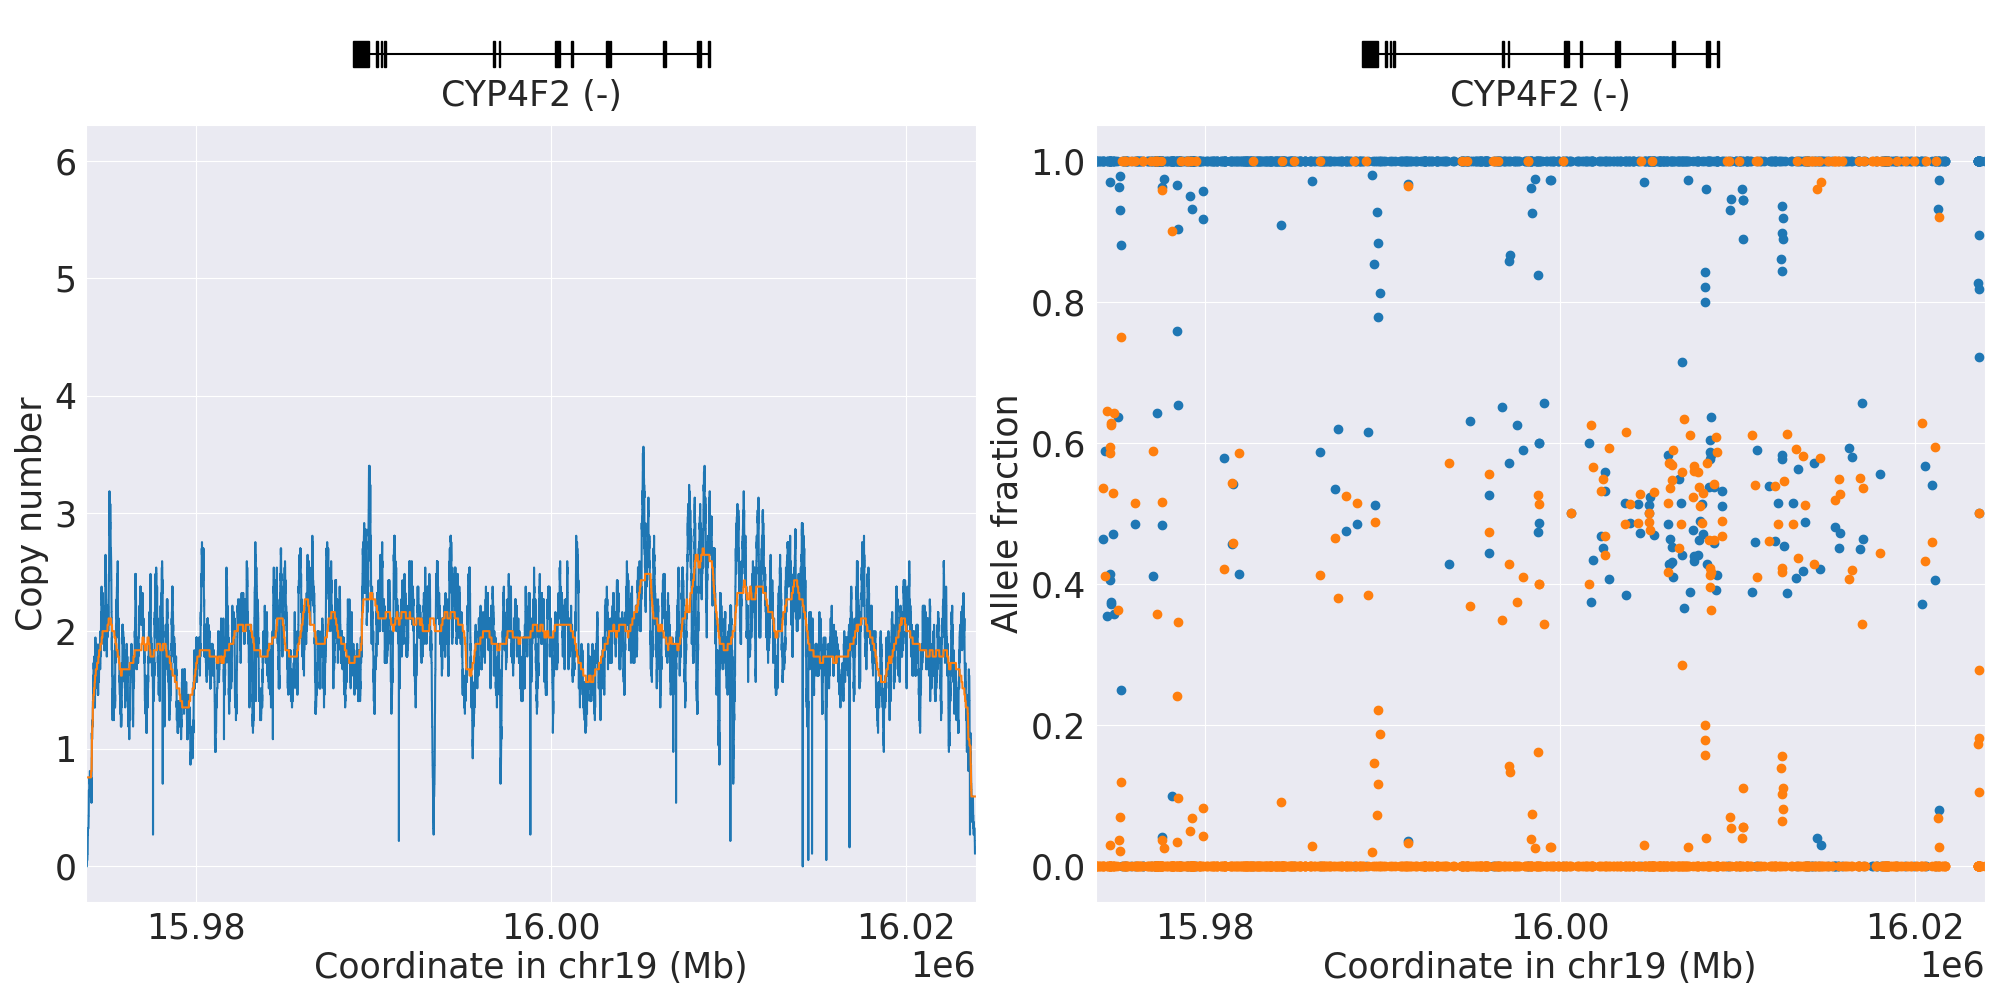 CYP4F2 (-)
Copy number
6
5
4
3
2
1
0
15.98
16.00
16.02
Coordinate in chr19 (Mb)
1e6
CYP4F2 (-)
Allele fraction
1.0
0.8
0.6
0.4
0.2
0.0
15.98
16.00
16.02
Coordinate in chr19 (Mb)
1e6